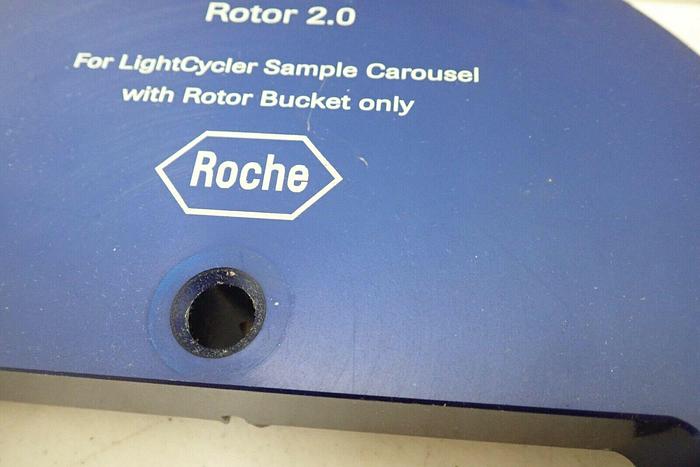 Rotor 2.0
For LightCycler Sample Carousel
with Rotor Bucket only
Roche